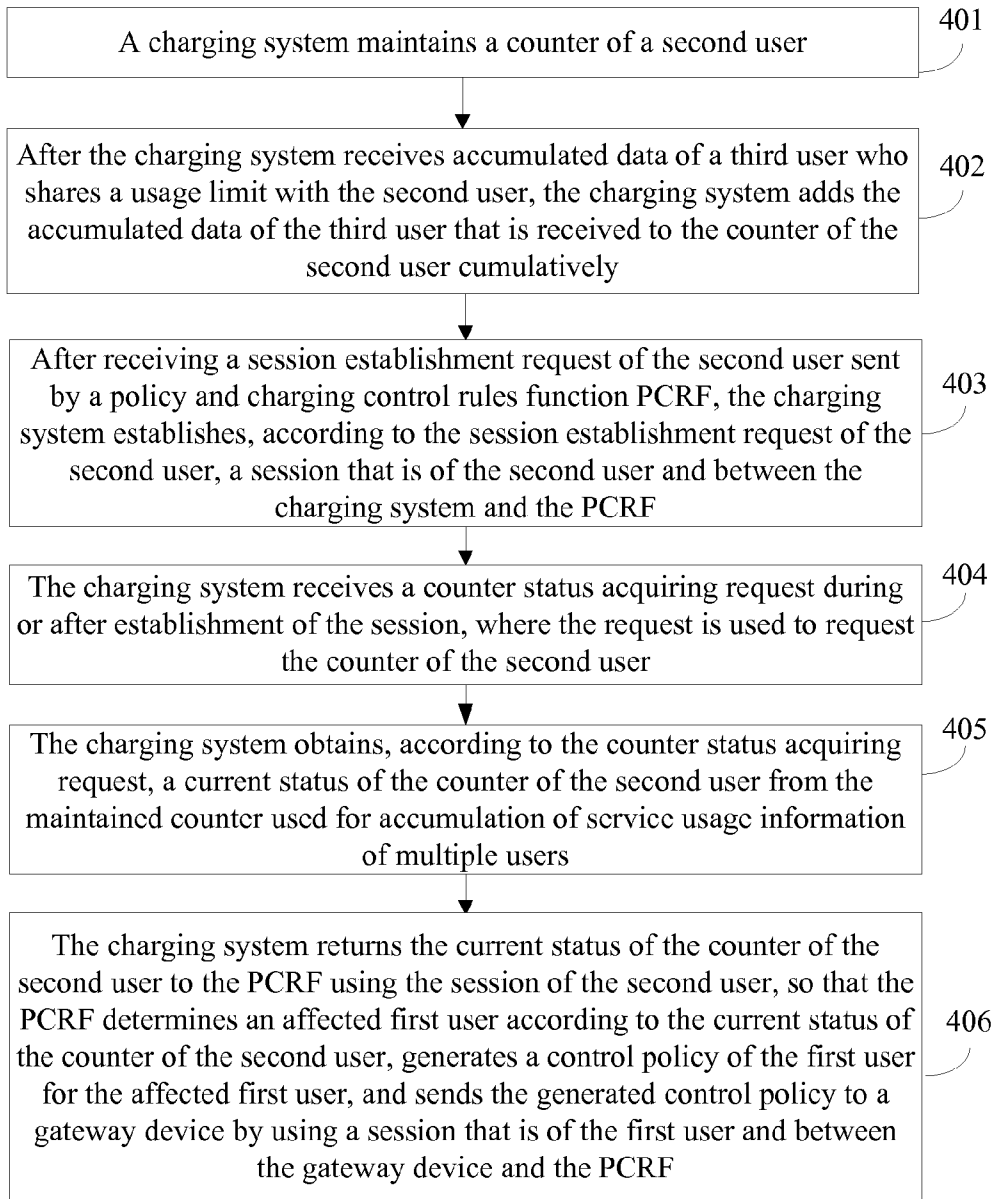 A charging system maintains a counter of a second user
401
After the charging system receives accumulated data of a third user who
shares a usage limit with the second user, the charging system adds the
accumulated data of the third user that is received to the counter of the
second user cumulatively
402
After receiving a session establishment request of the second user sent
by a policy and charging control rules function PCRF, the charging
system establishes, according to the session establishment request of the
second user, a session that is of the second user and between the
charging system and the PCRF
403
The charging system receives a counter status acquiring request during
or after establishment of the session, where the request is used to request
the counter of the second user
404
The charging system obtains, according to the counter status acquiring
request, a current status of the counter of the second user from the
maintained counter used for accumulation of service usage information
of multiple users
405
The charging system returns the current status of the counter of the
second user to the PCRF using the session of the second user, so that the
PCRF determines an affected first user according to the current status of
the counter of the second user, generates a control policy of the first user
for the affected first user, and sends the generated control policy to a
gateway device by using a session that is of the first user and between
the gateway device and the PCRF
406